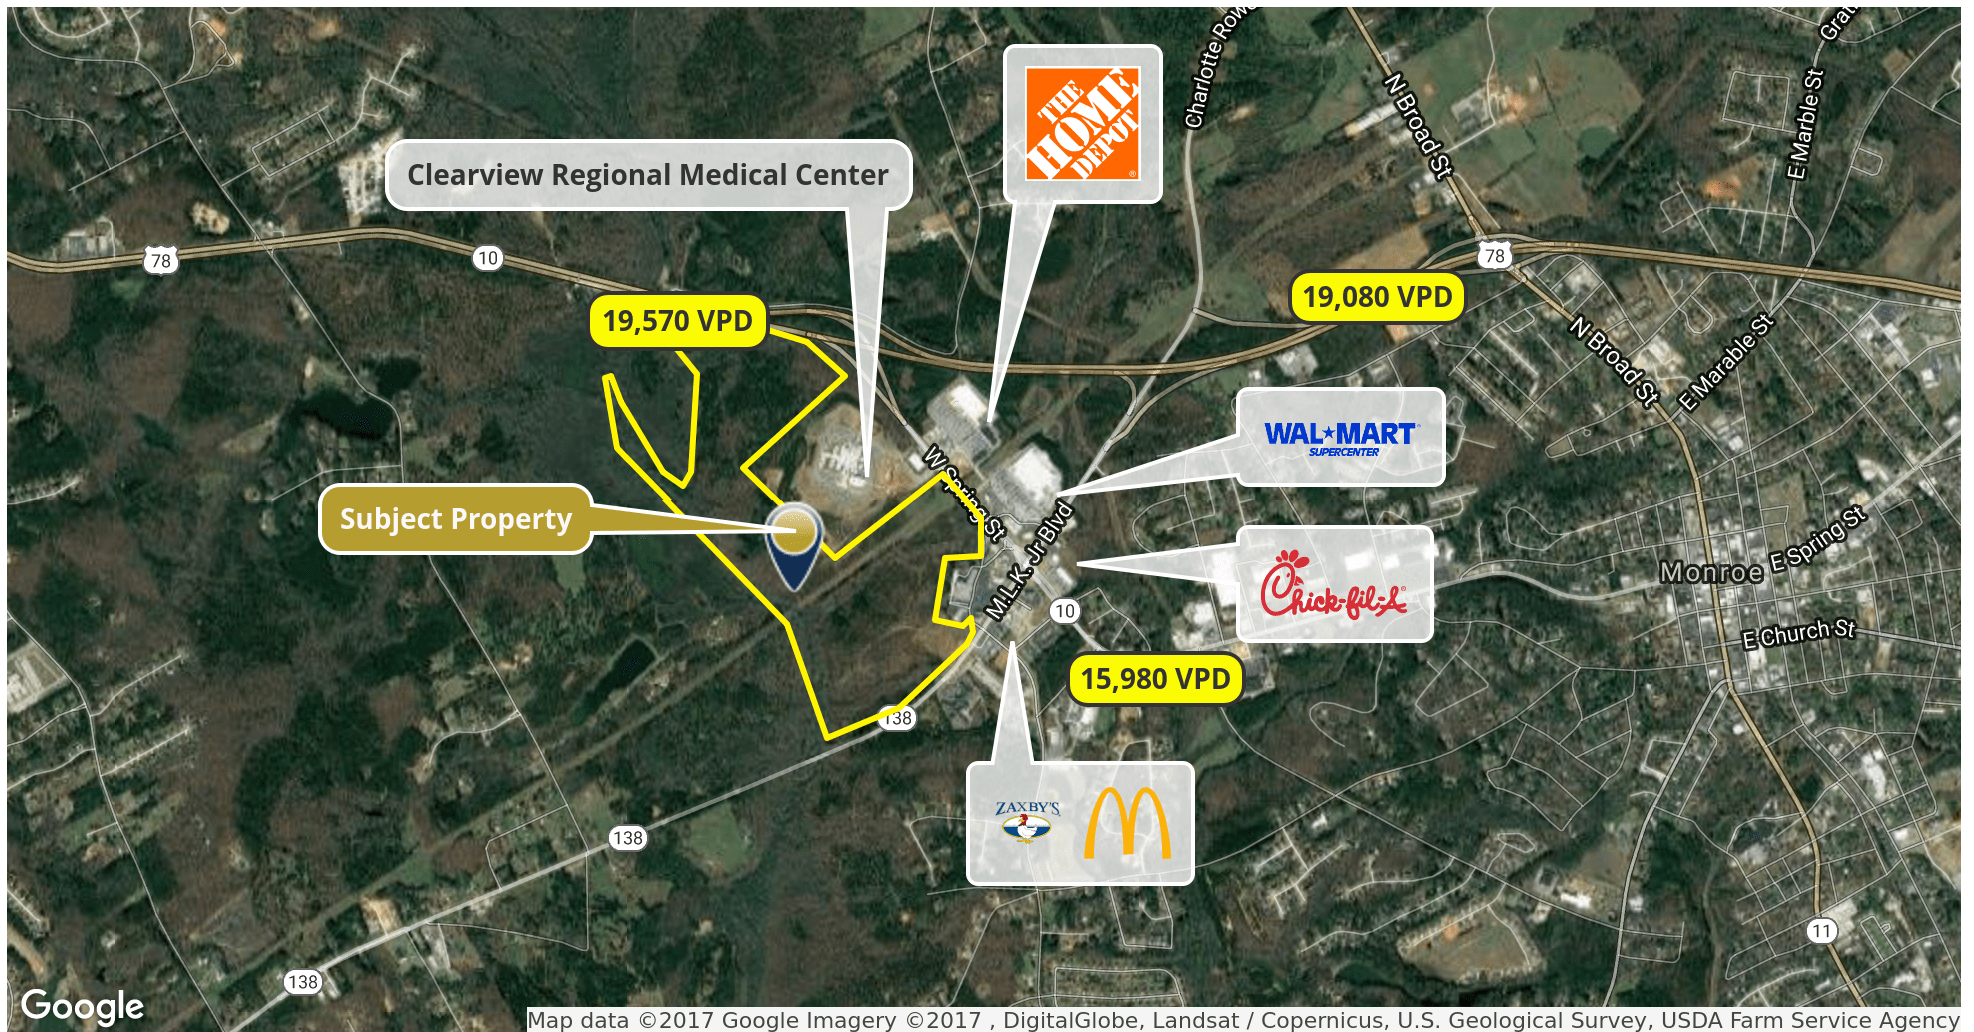 Charlotte Rowe
Grat
THE
HOME
DEPOT
®
N Broad St
E Marble St
Clearview Regional Medical Center
78
10
78
19,080 VPD
19,570 VPD
N Broad St
E Marable St
WAL★MART
SUPERCENTER
W Spring St
Subject Property
M.L.K. Jr Blvd
E Spring St
Monroe
Chick-fil-A
10
E Church St
15,980 VPD
138
ZAXBY'S
138
11
138
Google
Map data ©2017 Google Imagery ©2017 , DigitalGlobe, Landsat / Copernicus, U.S. Geological Survey, USDA Farm Service Agency